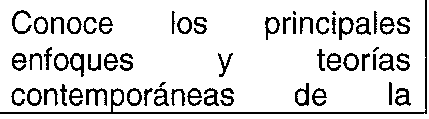 Conoce los principales
enfoques y teorías
contemporáneas de la